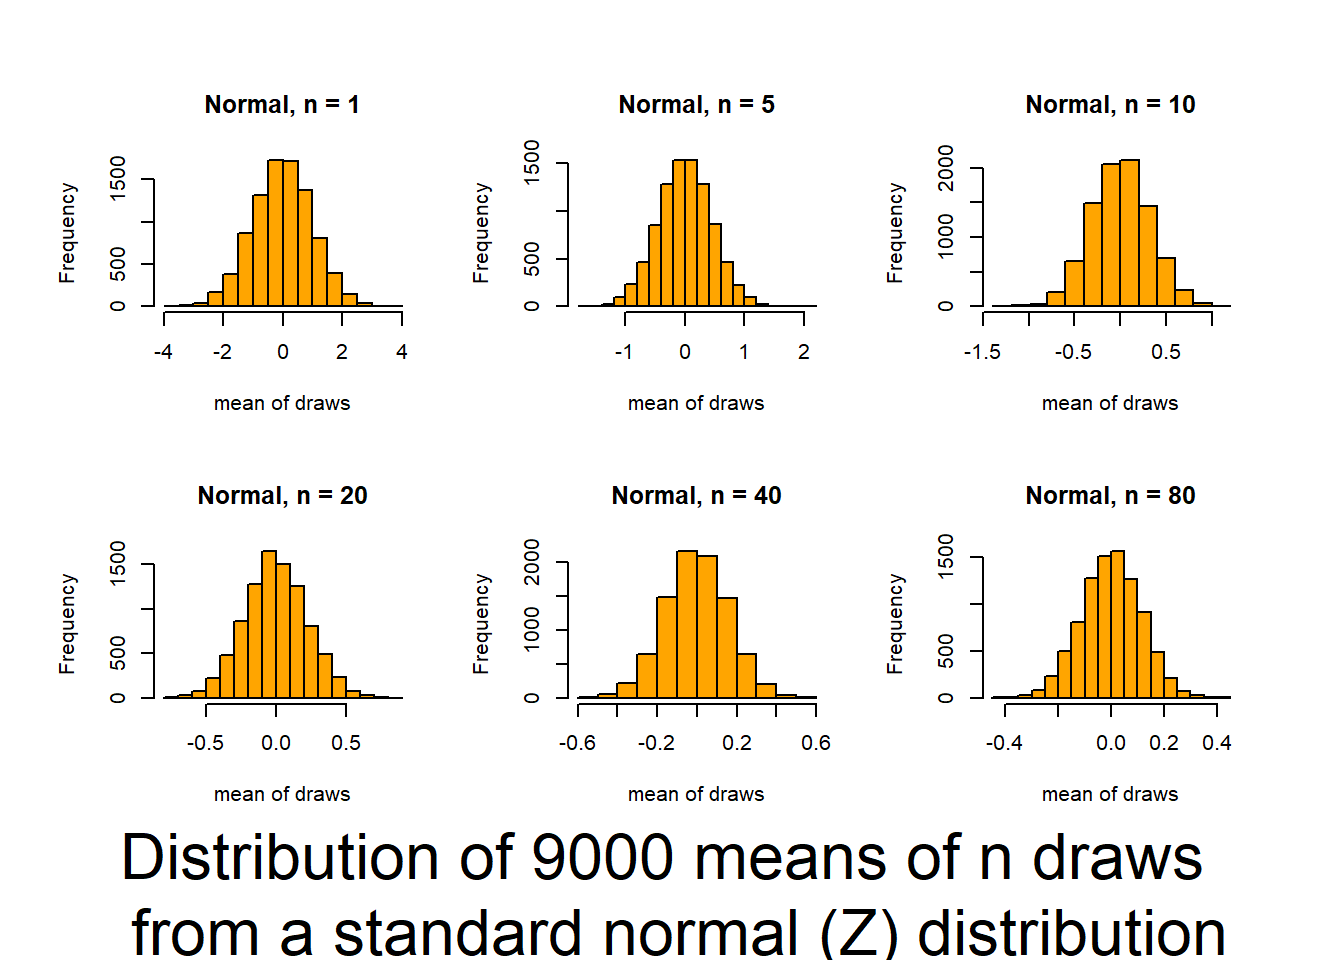 Normal, n = 1
Frequency
0 500 1500
-4 -2 0 2 4
mean of draws
Normal, n = 5
Frequency
0 500 1500
-1 0 1 2
mean of draws
Normal, n = 10
Frequency
0 1000 2000
-1.5 -0.5 0.5
mean of draws
Normal, n = 20
Frequency
0 500 1500
-0.5 0.0 0.5
mean of draws
Normal, n = 40
Frequency
0 1000 2000
-0.6 -0.2 0.2 0.6
mean of draws
Normal, n = 80
Frequency
0 500 1500
-0.4 0.0 0.2 0.4
mean of draws
Distribution of 9000 means of n draws
from a standard normal (Z) distribution